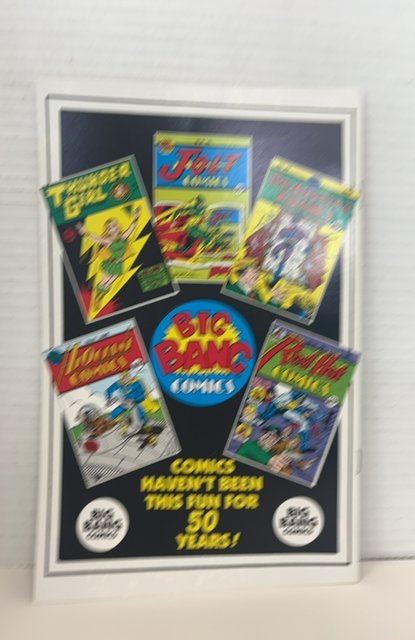 JOLT
COMICS
THUNDER
GIRL
BIG
BANG
COMICS
COMICS
Red Hot
COMICS
COMICS
HAVEN'T BEEN
THIS FUN FOR
50
YEARS!
BIG
BANG
COMICS
BIG
BANG
COMICS